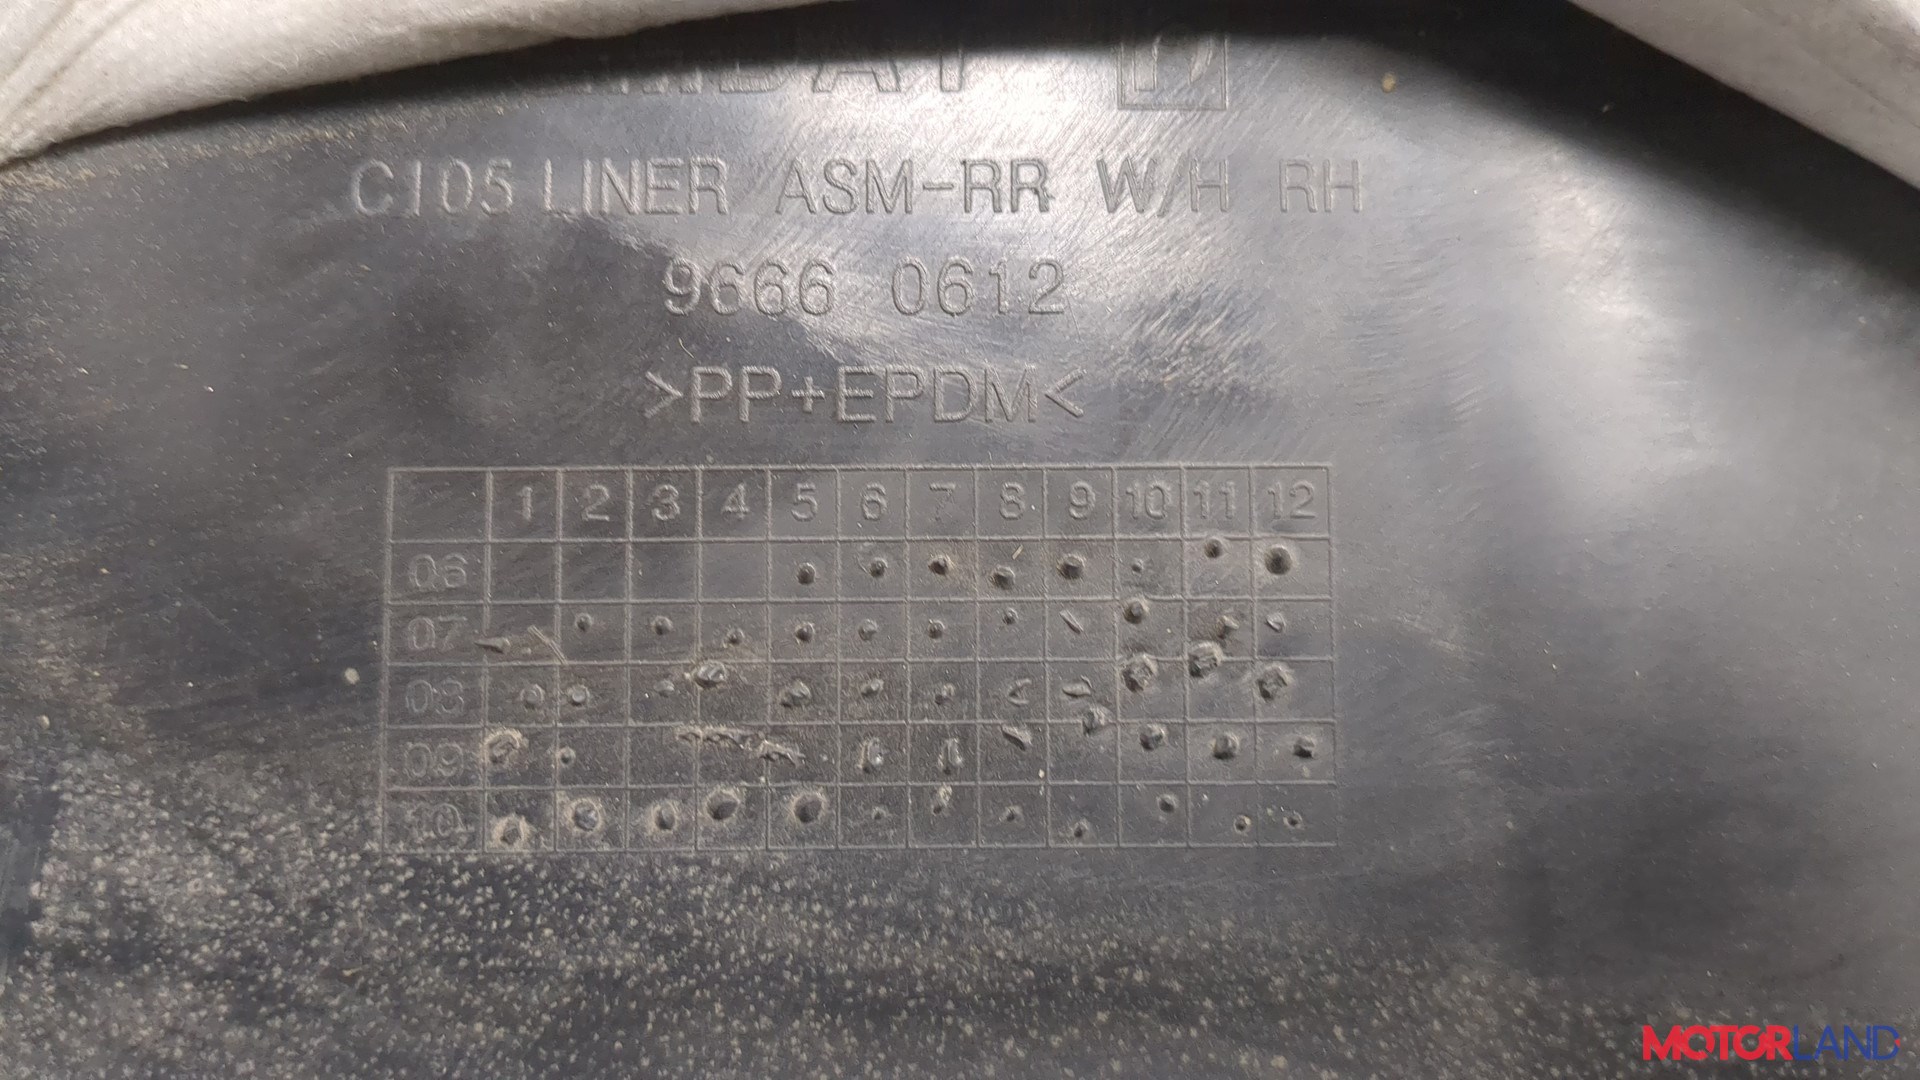 C105 LINER ASM-RR W/H RH
9666 0612
>PP+EPDM<
1 2 3 4 5 6 7 8 9 10 11 12
06
07
08
09
10
MOTORLAND